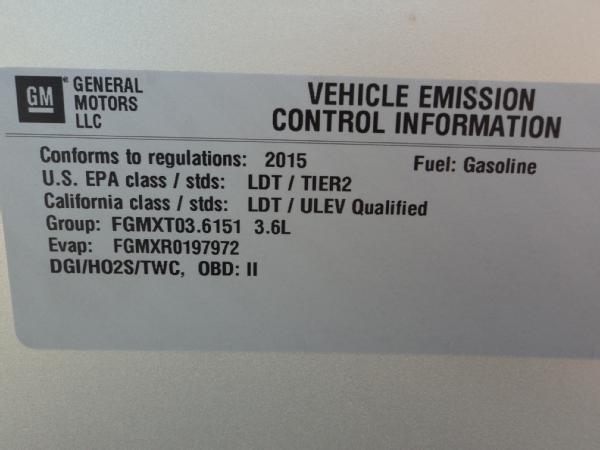 GM
GENERAL
MOTORS
LLC
VEHICLE EMISSION
CONTROL INFORMATION
Conforms to regulations: 2015 Fuel: Gasoline
U.S. EPA class / stds: LDT / TIER2
California class / stds: LDT / ULEV Qualified
Group: FGMXT03.6151 3.6L
Evap: FGMXR0197972
DGI/HO2S/TWC, OBD: II